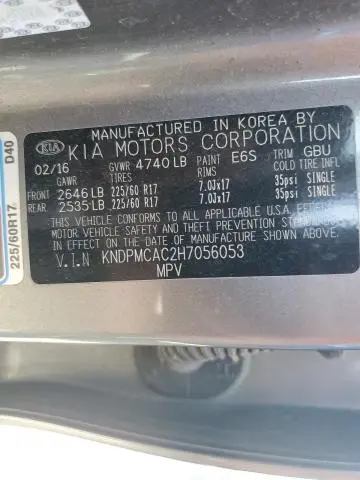 MANUFACTURED IN KOREA BY
KIA KIA MOTORS CORPORATION
02/16 GVWR 4740 LB PAINT E6S TRIM GBU
GAWR RIMS COLD TIRE INFL
FRONT 2646 LB 225/60 R17 7.0Jx17 35psi SINGLE
REAR 2535 LB 225/60 R17 7.0Jx17 35psi SINGLE
THIS VEHICLE CONFORMS TO ALL APPLICABLE U.S.A. FEDERAL
MOTOR VEHICLE SAFETY AND THEFT PREVENTION STANDARDS
IN EFFECT ON THE DATE OF MANUFACTURE SHOWN ABOVE.
V.I.N KNDPMCAC2H7056053
MPV
225/60R17 D40